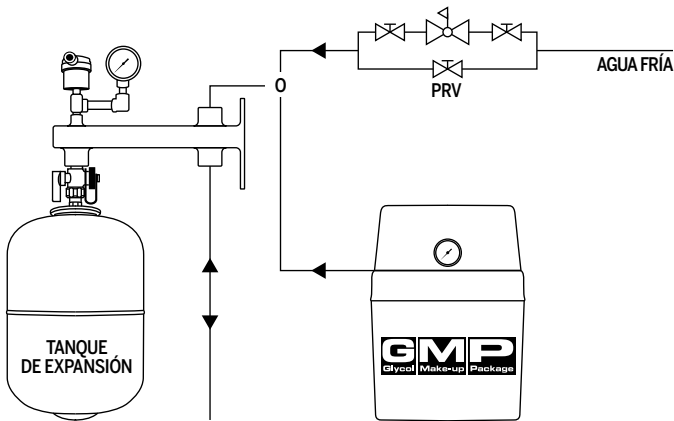 AGUA FRÍA
O
PRV
TANQUE
DE EXPANSIÓN
GMP
Glycol Make-up Package